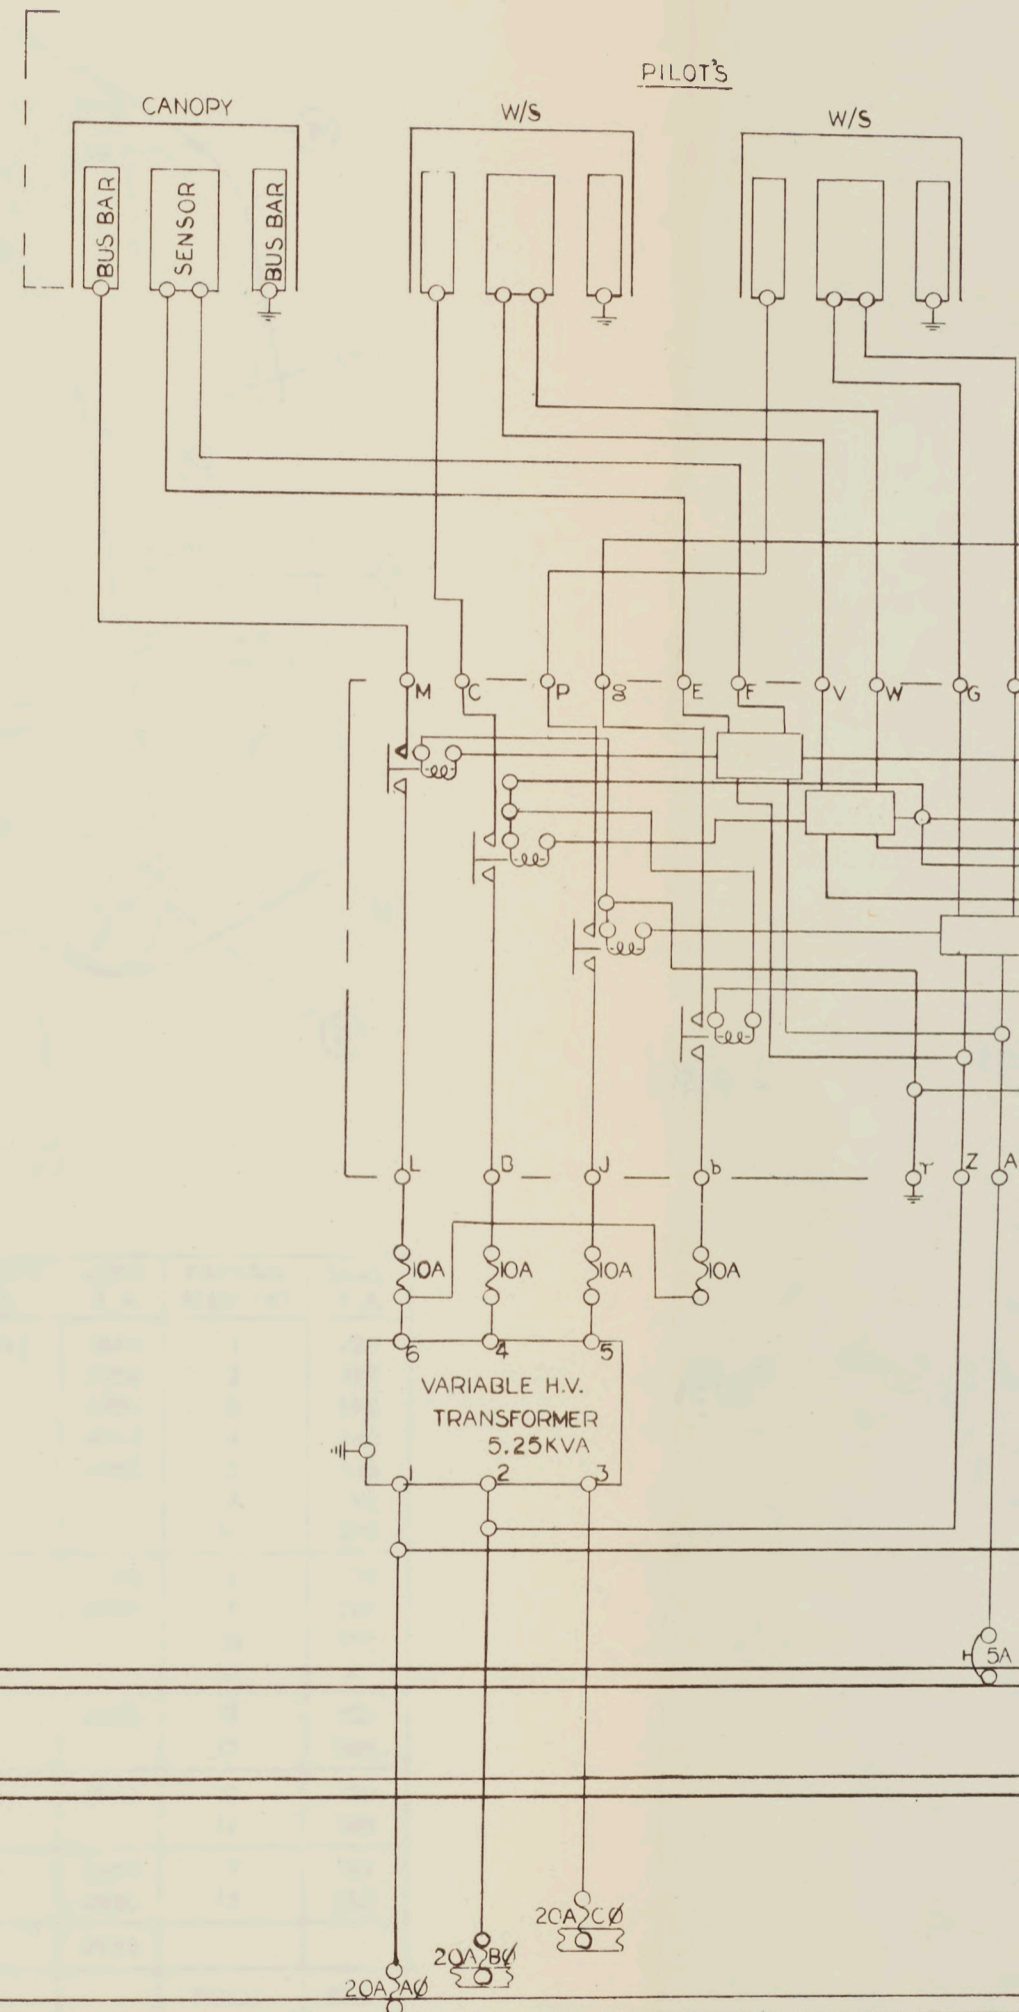 PILOT'S
CANOPY
W/S
W/S
BUS BAR
SENSOR
BUS BAR
M C P g E F V W G
L B J b Y Z A
10A 10A 10A 10A
6 4 5
VARIABLE H.V.
TRANSFORMER
5.25KVA
1 2 3
5A
20A CØ
20A BØ
20A AØ